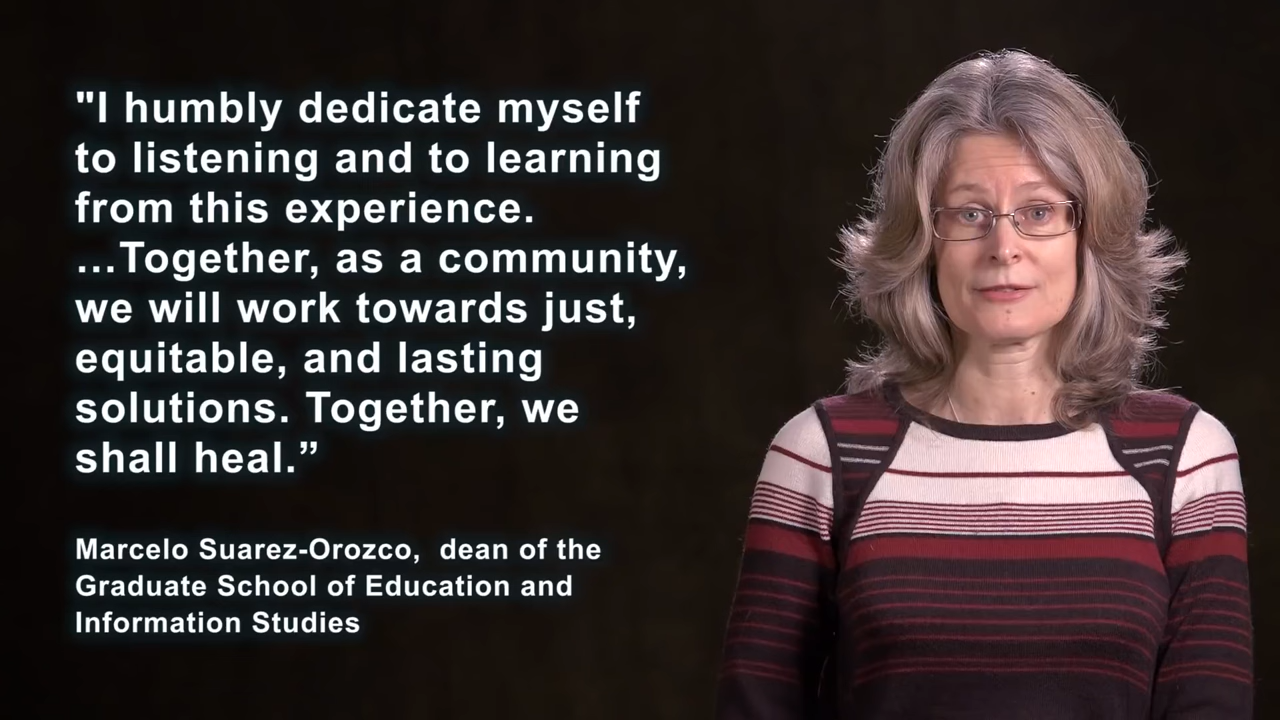 "I humbly dedicate myself
to listening and to learning
from this experience.
…Together, as a community,
we will work towards just,
equitable, and lasting
solutions. Together, we
shall heal.”
Marcelo Suarez-Orozco, dean of the
Graduate School of Education and
Information Studies